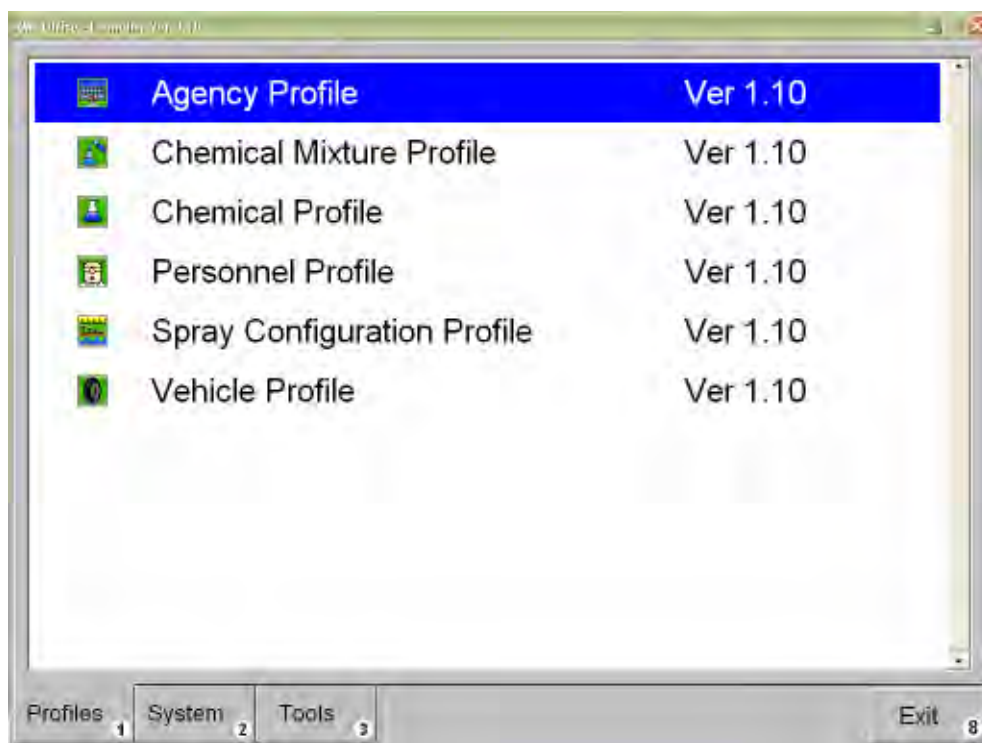 Agency Profile Ver 1.10
Chemical Mixture Profile Ver 1.10
Chemical Profile Ver 1.10
Personnel Profile Ver 1.10
Spray Configuration Profile Ver 1.10
Vehicle Profile Ver 1.10
Profiles 1 System 2 Tools 3 Exit 8